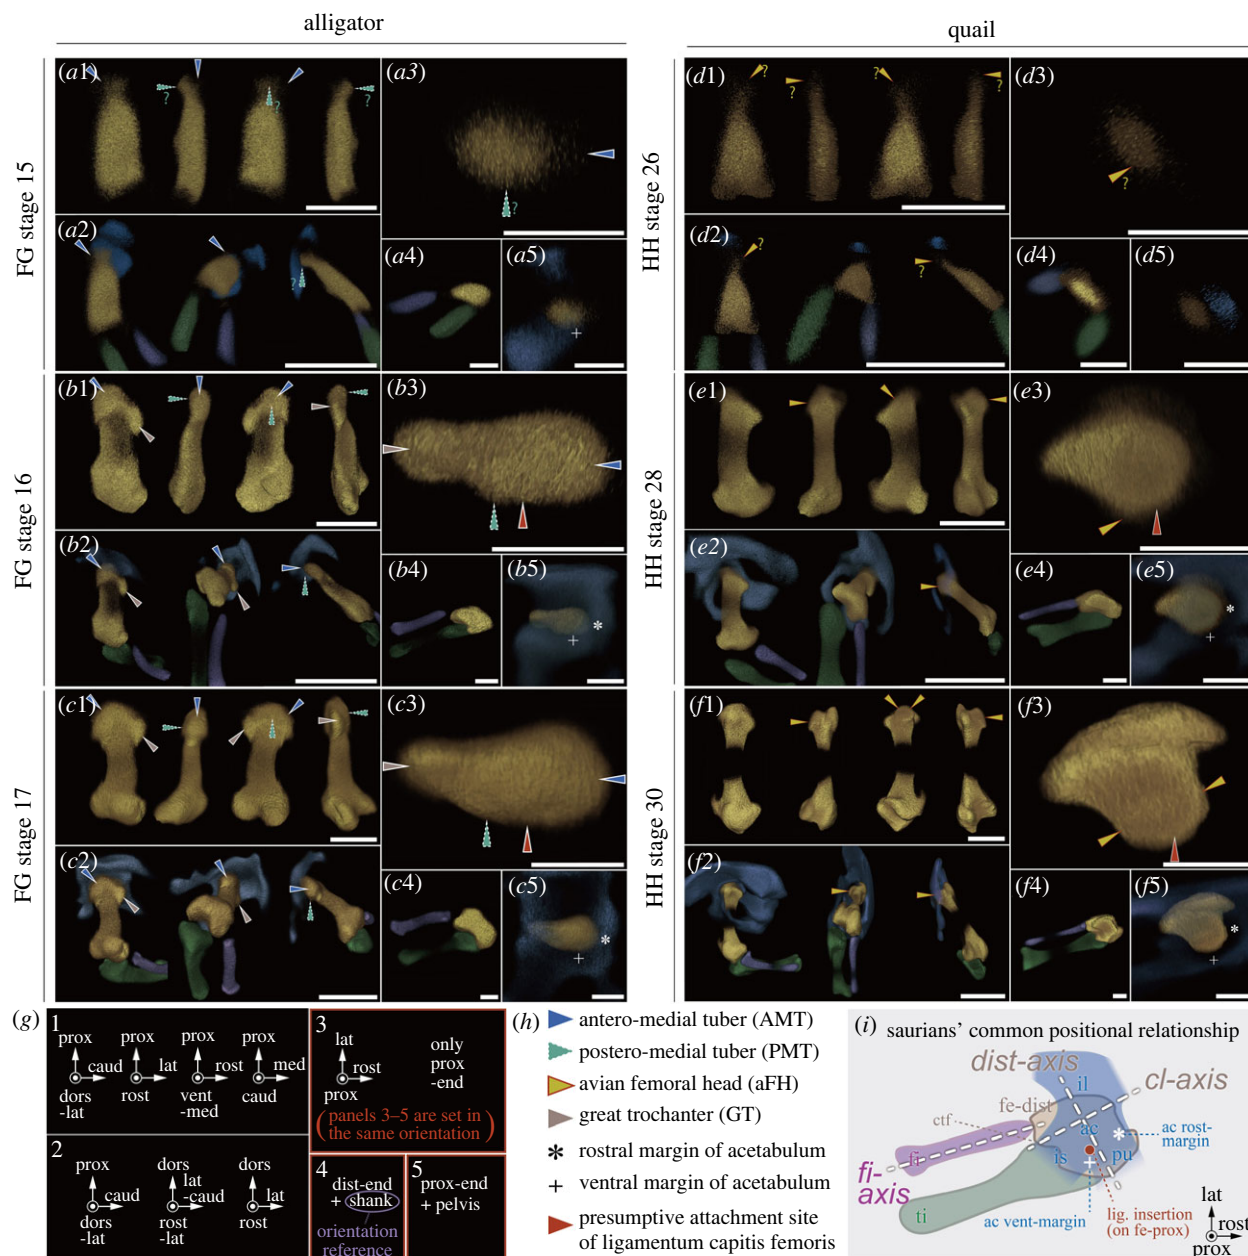 alligator
quail
FG stage 15
(a1)
?
?
?
(a3)
?
(a2)
?
(a4)
(a5)
+
HH stage 26
(d1)
?
?
?
?
(d3)
?
(d2)
?
?
(d4)
(d5)
FG stage 16
(b1)
(b3)
(b2)
(b4)
(b5)
*
+
HH stage 28
(e1)
(e3)
(e2)
(e4)
(e5)
*
+
FG stage 17
(c1)
(c3)
(c2)
(c4)
(c5)
*
+
HH stage 30
(f1)
(f3)
(f2)
(f4)
(f5)
*
+
(g)
1
prox prox prox prox
caud lat rost med
dors-lat rost vent-med caud
2
prox dors lat-caud dors
caud lat
dors-lat rost-lat rost
3
lat
rost
prox
only prox-end
(panels 3–5 are set in the same orientation)
4
dist-end + shank
orientation reference
5
prox-end + pelvis
(h)
antero-medial tuber (AMT)
postero-medial tuber (PMT)
avian femoral head (aFH)
great trochanter (GT)
* rostral margin of acetabulum
+ ventral margin of acetabulum
presumptive attachment site of ligamentum capitis femoris
(i) saurians' common positional relationship
dist-axis
il
cl-axis
fe-dist
ctf
ac
*
ac rost-margin
fi
is
+
pu
fi-axis
ti
ac vent-margin
lig. insertion (on fe-prox)
lat
rost
prox